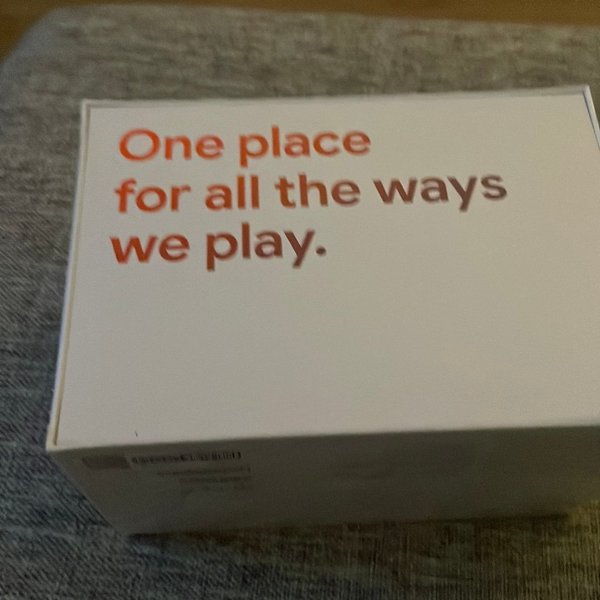 One place
for all the ways
we play.